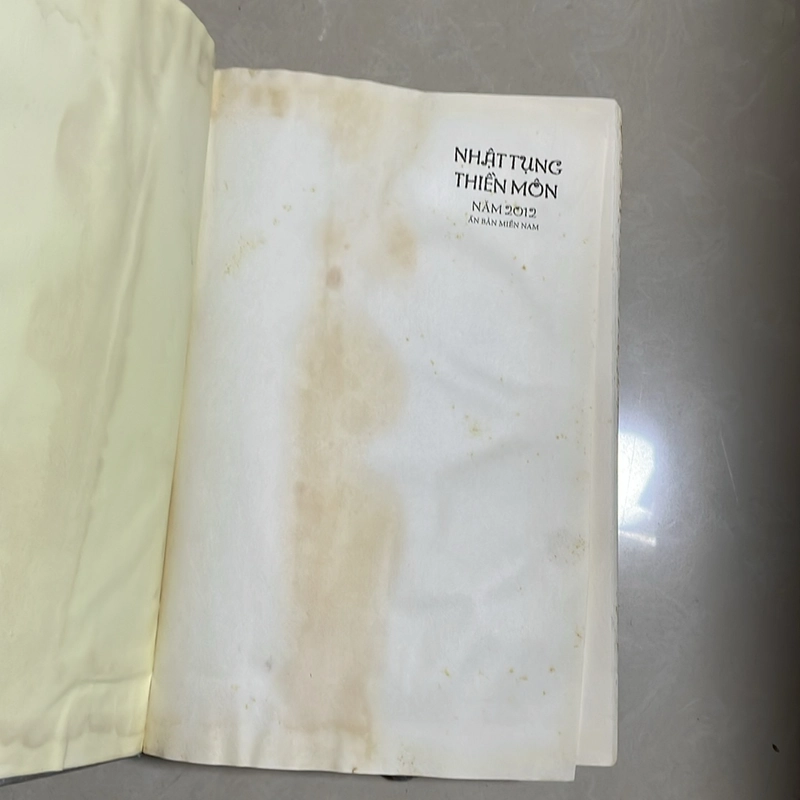 NHẬT TỤNG
THIỀN MÔN
NĂM 2012
ẤN BẢN MIỀN NAM